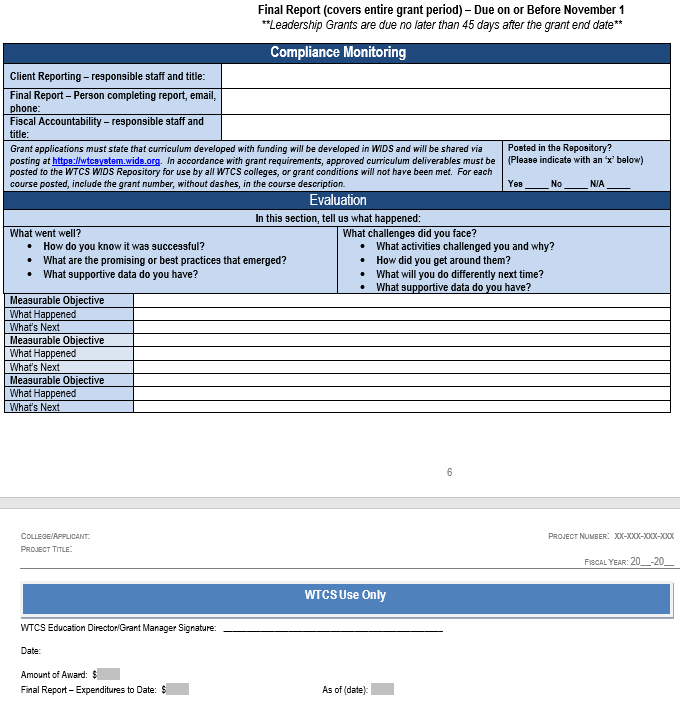 Final Report (covers entire grant period) – Due on or Before November 1
**Leadership Grants are due no later than 45 days after the grant end date**
Compliance Monitoring
Client Reporting – responsible staff and title:
Final Report – Person completing report, email,
phone:
Fiscal Accountability – responsible staff and
title:
Grant applications must state that curriculum developed with funding will be developed in WIDS and will be shared via
posting at https://wtcsystem.wids.org. In accordance with grant requirements, approved curriculum deliverables must be
posted to the WTCS WIDS Repository for use by all WTCS colleges, or grant conditions will not have been met. For each
course posted, include the grant number, without dashes, in the course description.
Posted in the Repository?
(Please indicate with an ‘x’ below)
Yes _____ No _____ N/A _____
Evaluation
In this section, tell us what happened:
What went well?
• How do you know it was successful?
• What are the promising or best practices that emerged?
• What supportive data do you have?
What challenges did you face?
• What activities challenged you and why?
• How did you get around them?
• What will you do differently next time?
• What supportive data do you have?
Measurable Objective
What Happened
What's Next
Measurable Objective
What Happened
What's Next
Measurable Objective
What Happened
What's Next
6
College/Applicant:
Project Number: XX-XXX-XXX-XXX
Project Title:
Fiscal Year: 20__-20__
WTCS Use Only
WTCS Education Director/Grant Manager Signature: ____________________
Date:
Amount of Award: $
Final Report – Expenditures to Date: $ As of (date):